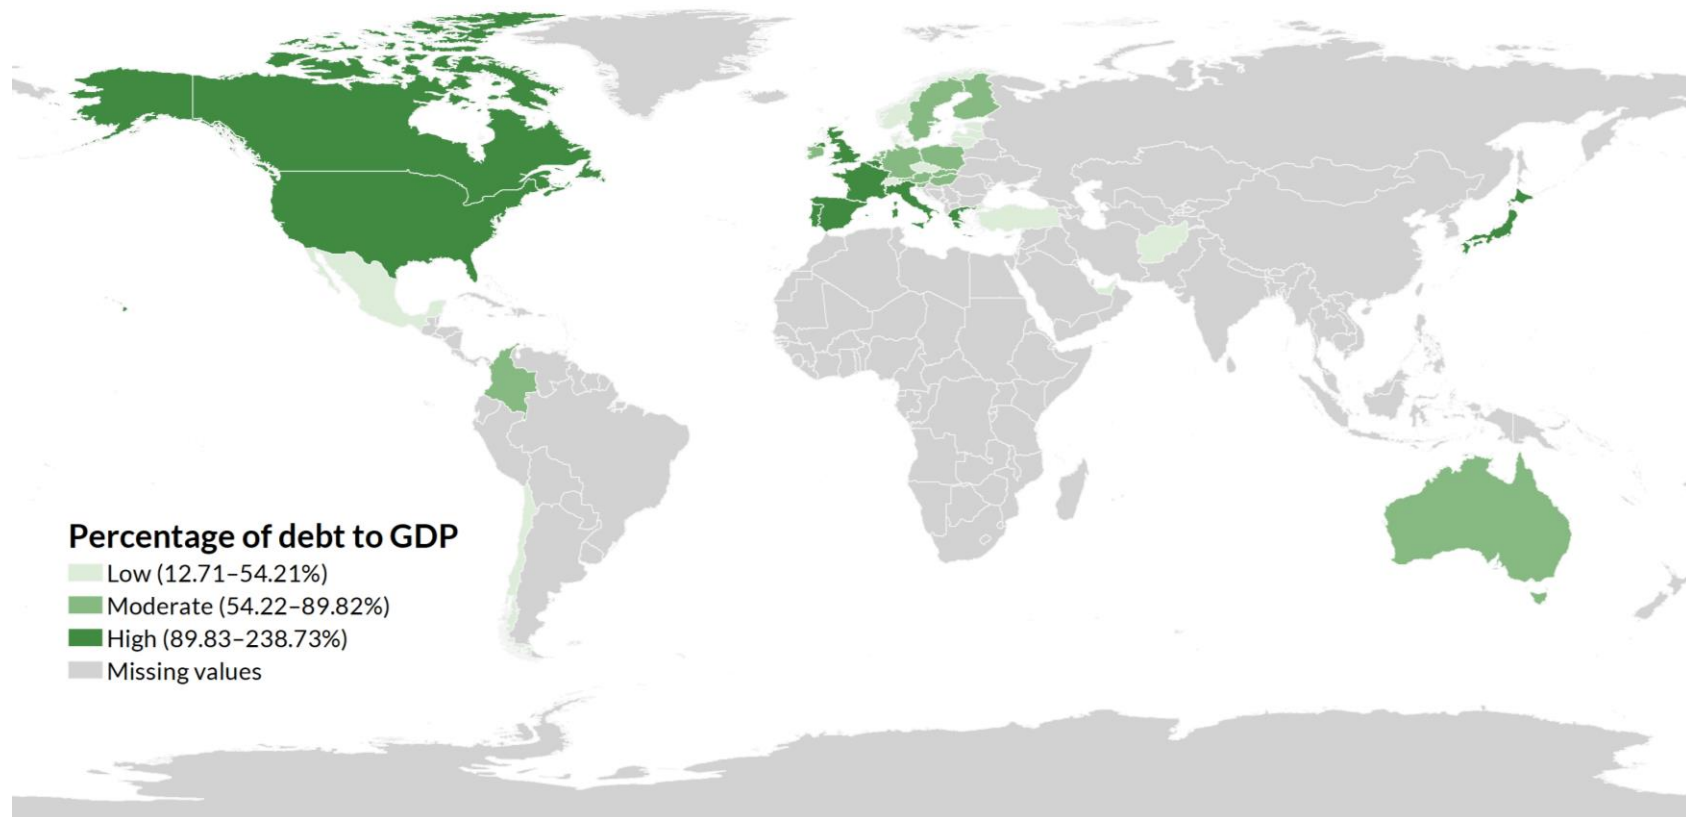 Percentage of debt to GDP
Low (12.71–54.21%)
Moderate (54.22–89.82%)
High (89.83–238.73%)
Missing values